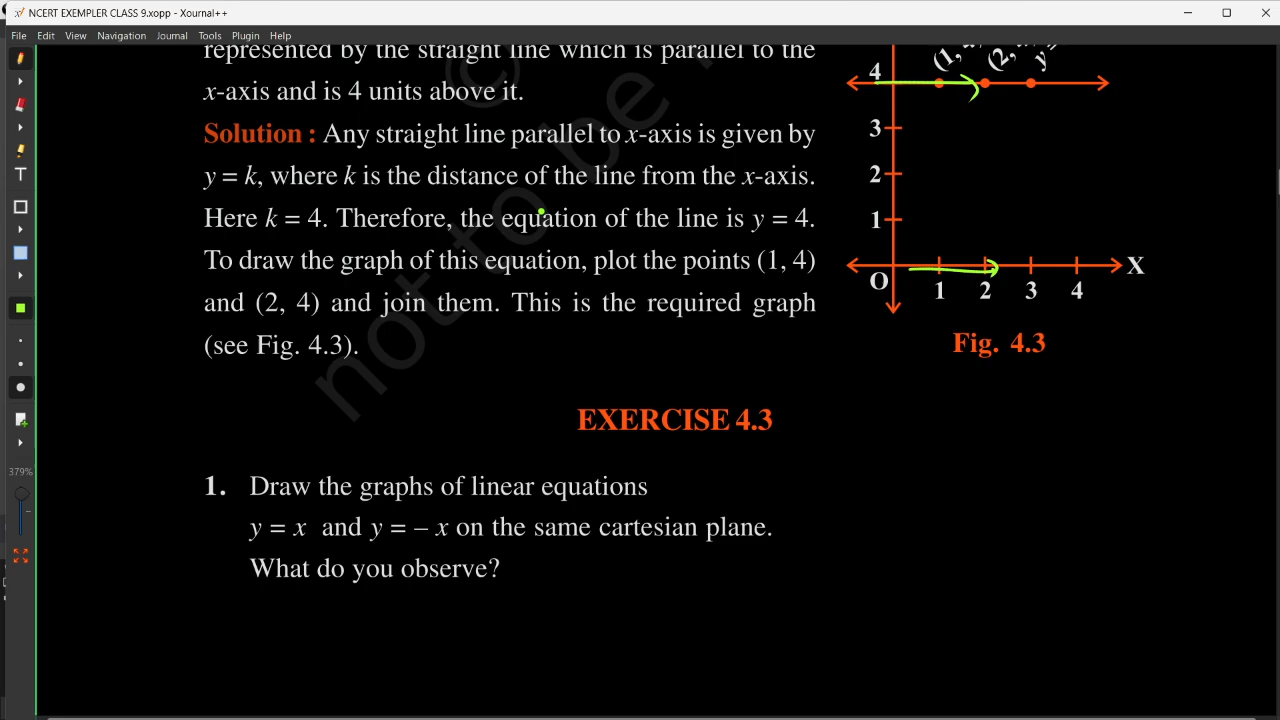 NCERT EXEMPLER CLASS 9.xopp - Xournal++
File Edit View Navigation Journal Tools Plugin Help
represented by the straight line which is parallel to the
x-axis and is 4 units above it.
Solution : Any straight line parallel to x-axis is given by
y = k, where k is the distance of the line from the x-axis.
Here k = 4. Therefore, the equation of the line is y = 4.
To draw the graph of this equation, plot the points (1, 4)
and (2, 4) and join them. This is the required graph
(see Fig. 4.3).
4
3
2
1
O
1 2 3 4
X
Fig. 4.3
©
not to be
T
379%
EXERCISE 4.3
1. Draw the graphs of linear equations
y = x and y = – x on the same cartesian plane.
What do you observe?